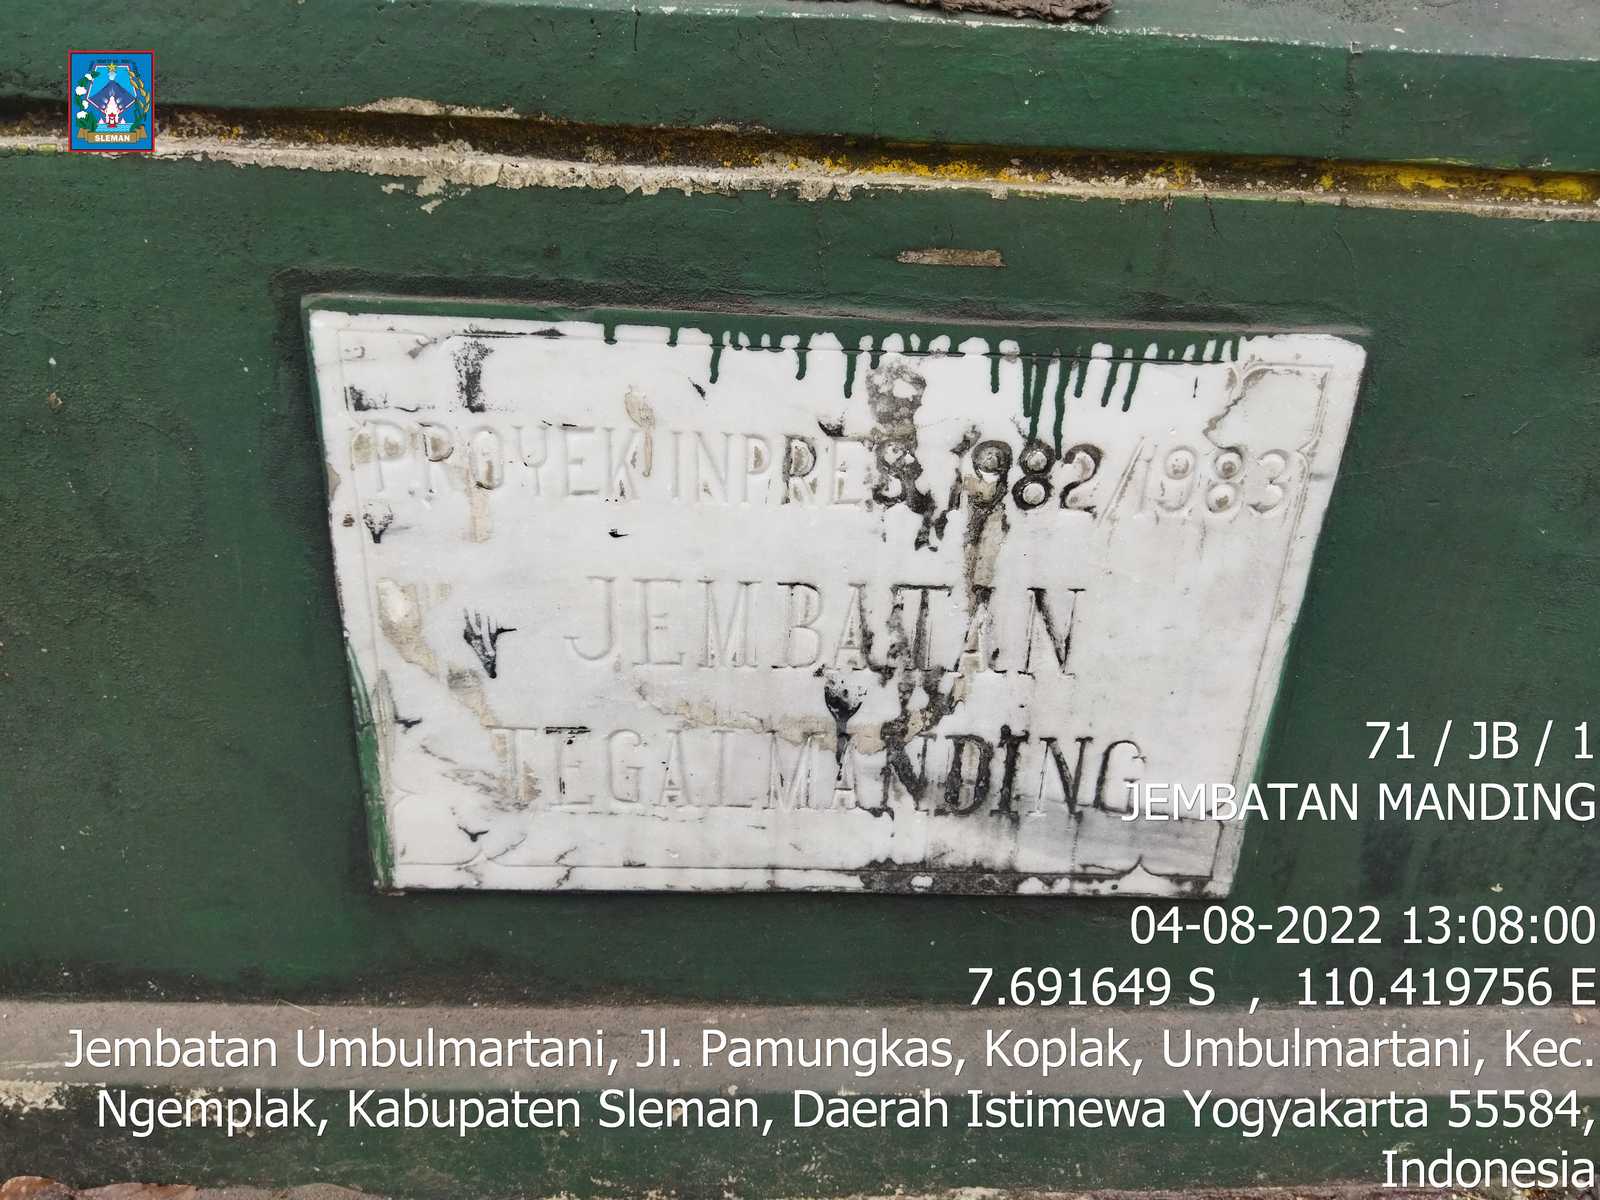 SLEMAN
PROYEK INPRES 1982/1983
JEMBATAN
TEGALMANDING
71 / JB / 1
JEMBATAN MANDING
04-08-2022 13:08:00
7.691649 S , 110.419756 E
Jembatan Umbulmartani, Jl. Pamungkas, Koplak, Umbulmartani, Kec.
Ngemplak, Kabupaten Sleman, Daerah Istimewa Yogyakarta 55584,
Indonesia